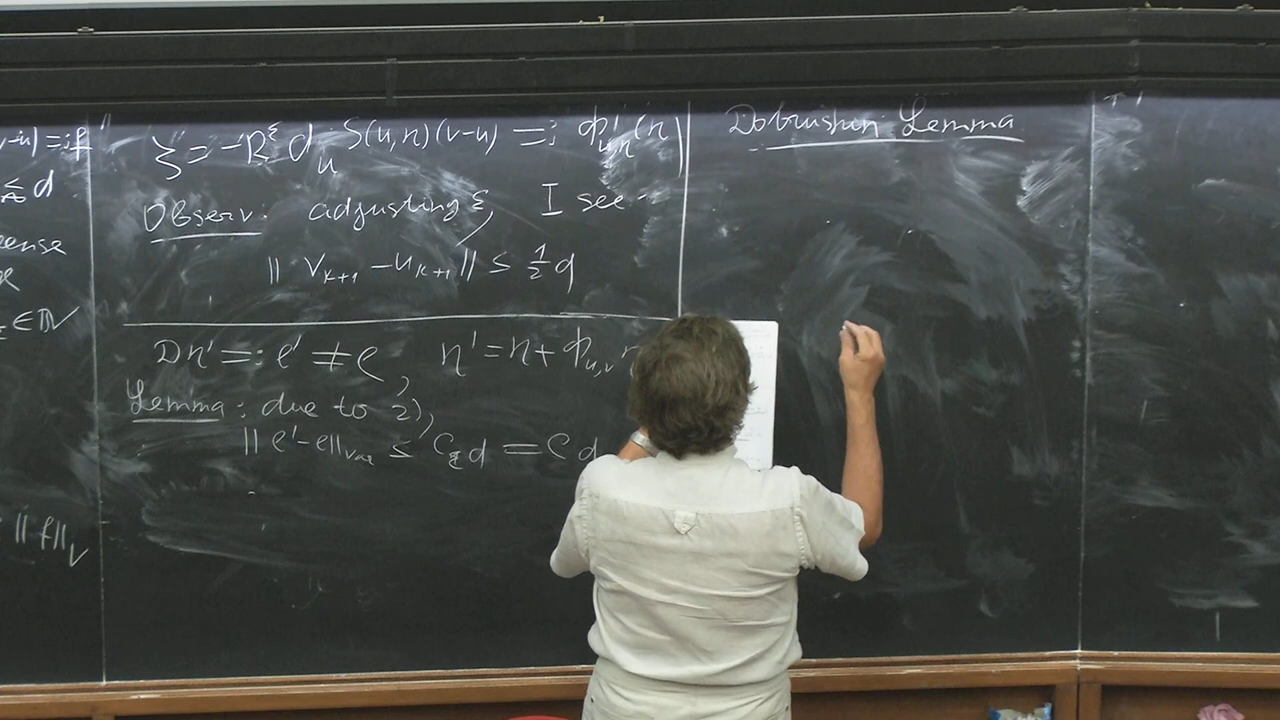 v-u) =: f "
≤ d
ξ = -R^ε d_u S(u,η)(v-u) =: Φ'_{u,η}(η)
Observ: adjusting ε, I see
|| v_{k+1} - u_{k+1} || ≤ 1/2 d
∈ V
|| f ||_V
Dη' =: ℓ' ≠ ℓ, η' = η + Φ_{u,v}
Lemma: due to 2),
|| ℓ' - ℓ ||_{var} ≤ C_ε d = C d
Dobrushin Lemma